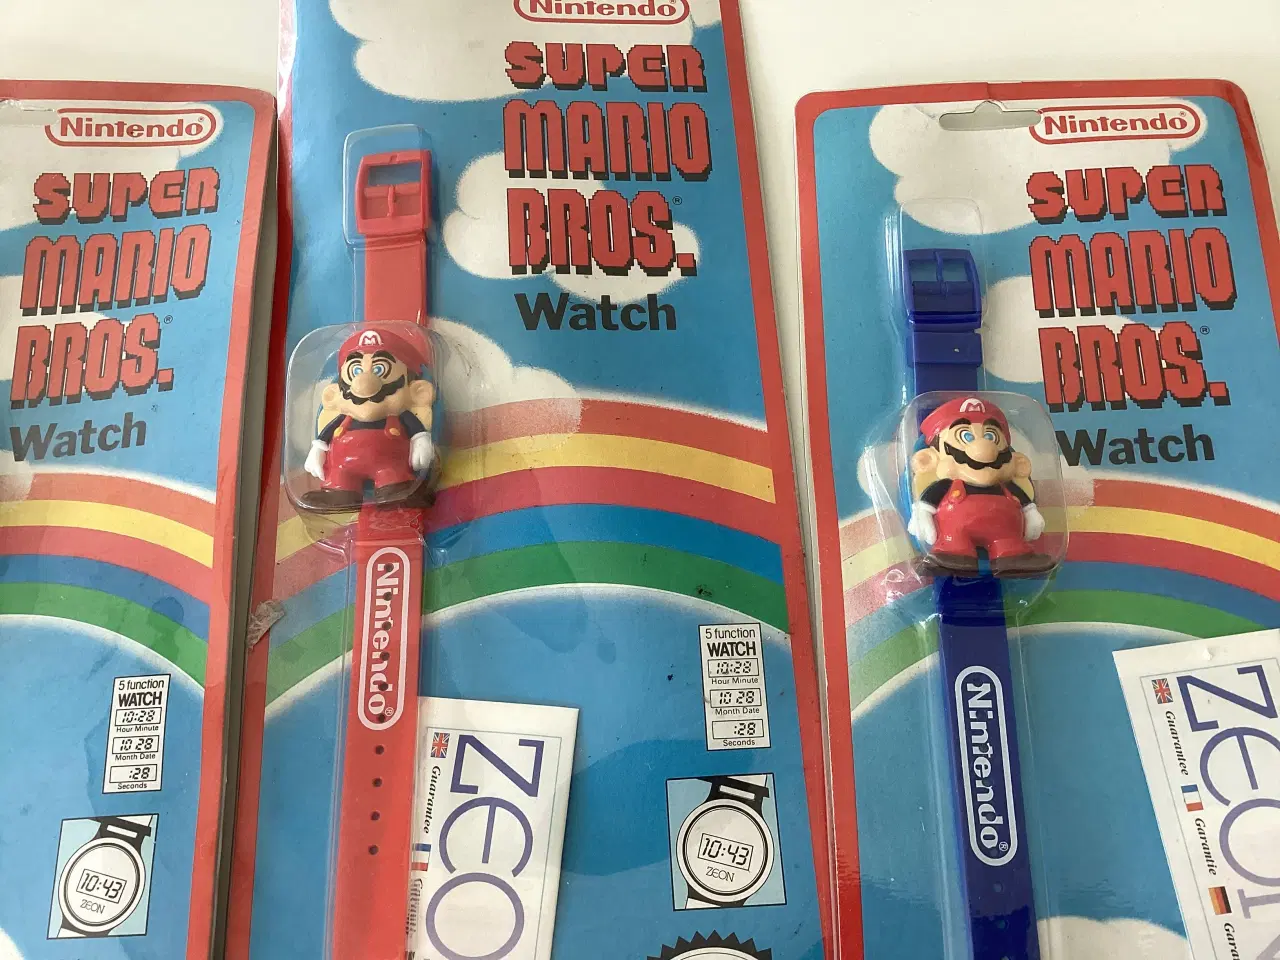 Nintendo®
SUPER
MARIO
BROS.®
Watch
5 function
WATCH
10:28
Hour Minute
10 28
Month Date
:28
Seconds
10:43
ZEON
Nintendo®
SUPER
MARIO
BROS.®
Watch
M
Nintendo®
5 function
WATCH
10:28
Hour Minute
10 28
Month Date
:28
Seconds
10:43
ZEON
ZEO
Guarantee
Nintendo®
SUPER
MARIO
BROS.®
Watch
M
Nintendo®
ZEON
Guarantee
Garantie